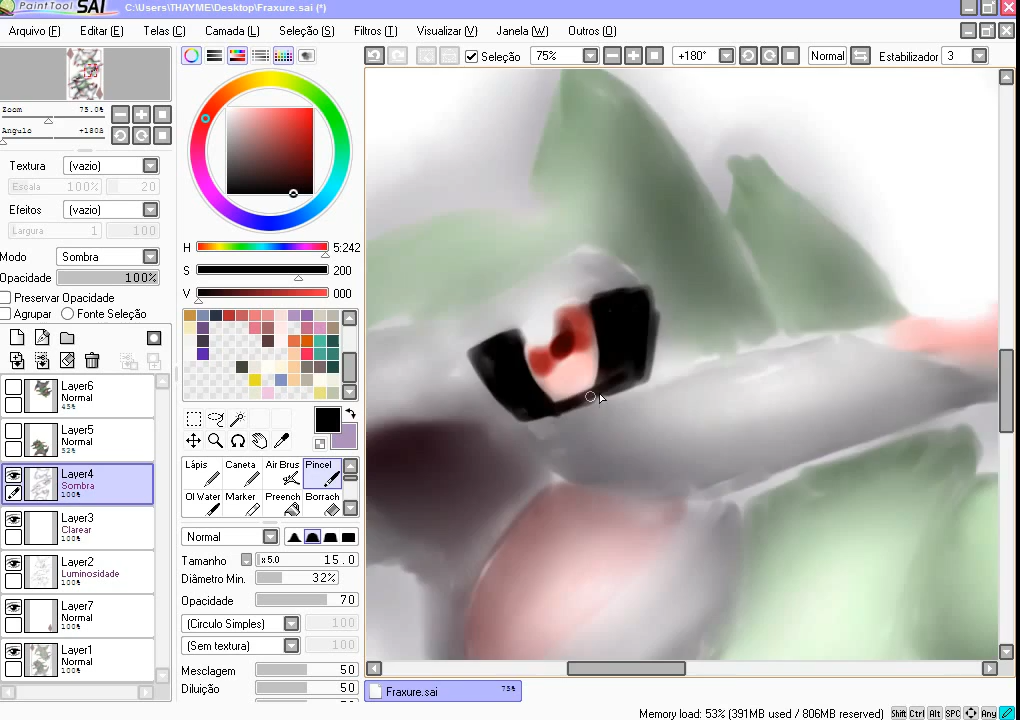 PaintTool SAI C:\Users\THAYME\Desktop\Fraxure.sai (*)
Arquivo (F) Editar (E) Telas (C) Camada (L) Seleção (S) Filtros (T) Visualizar (V) Janela (W) Outros (O)
Seleção 75% +180° Normal Estabilizador 3
Zoom 75.0%
Angulo +180ª
Textura (vazio)
Escala 100% 20
Efeitos (vazio)
Largura 1 100
Modo Sombra
Opacidade 100%
Preservar Opacidade
Agrupar Fonte Seleção
Layer6
Normal
45%
Layer5
Normal
52%
Layer4
Sombra
100%
Layer3
Clarear
100%
Layer2
Luminosidade
100%
Layer7
Normal
100%
Layer1
Normal
100%
H 5:242
S 200
V 000
Lápis Caneta Air Brus Pincel
Oil Water Marker Preench Borrach
Normal
Tamanho x 5.0 15.0
Diâmetro Min. 32%
Opacidade 70
(Circulo Simples) 100
(Sem textura) 100
Mesclagem 50
Diluição 50
Fraxure.sai 75%
Memory load: 53% (391MB used / 806MB reserved) Shift Ctrl Alt SPC Any